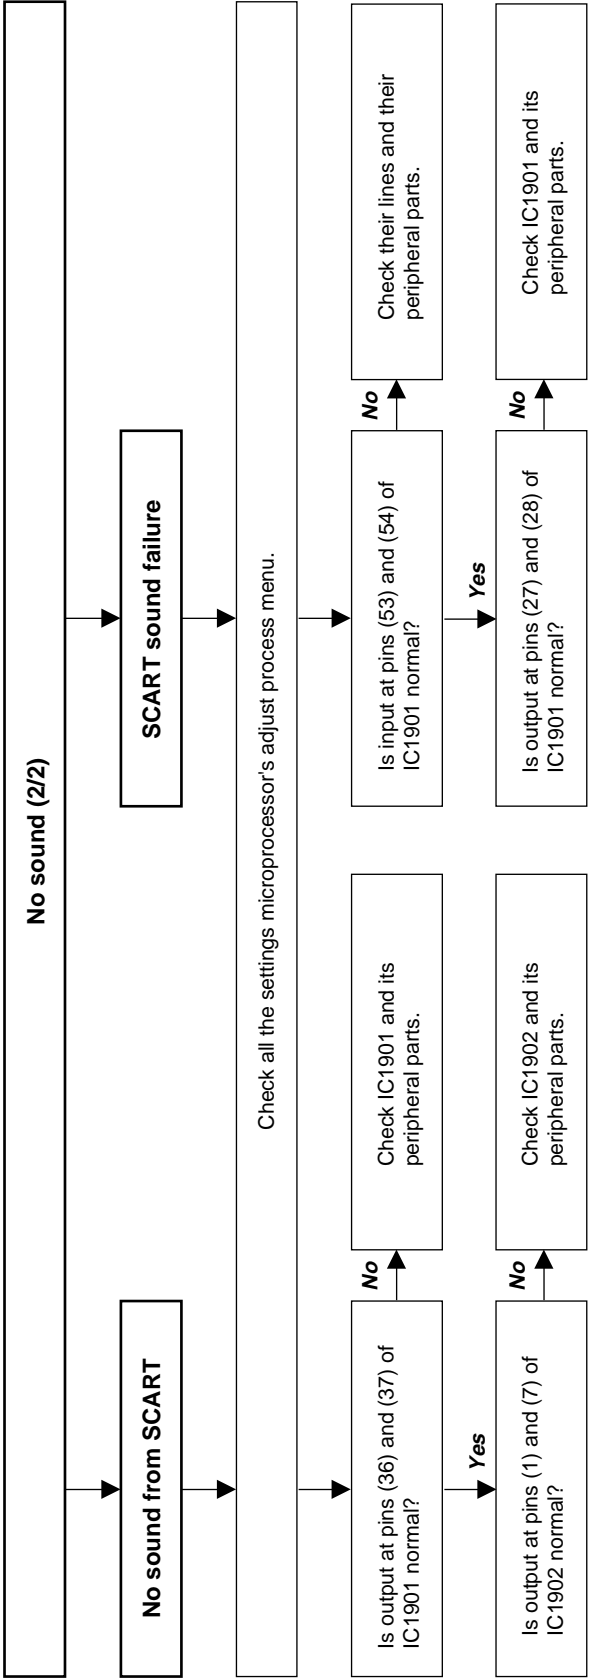 No sound (2/2)
No sound from SCART
SCART sound failure
Check all the settings microprocessor's adjust process menu.
Is output at pins (36) and (37) of
IC1901 normal?
No
Check IC1901 and its
peripheral parts.
Yes
Is output at pins (1) and (7) of
IC1902 normal?
No
Check IC1902 and its
peripheral parts.
Is input at pins (53) and (54) of
IC1901 normal?
No
Check their lines and their
peripheral parts.
Yes
Is output at pins (27) and (28) of
IC1901 normal?
No
Check IC1901 and its
peripheral parts.